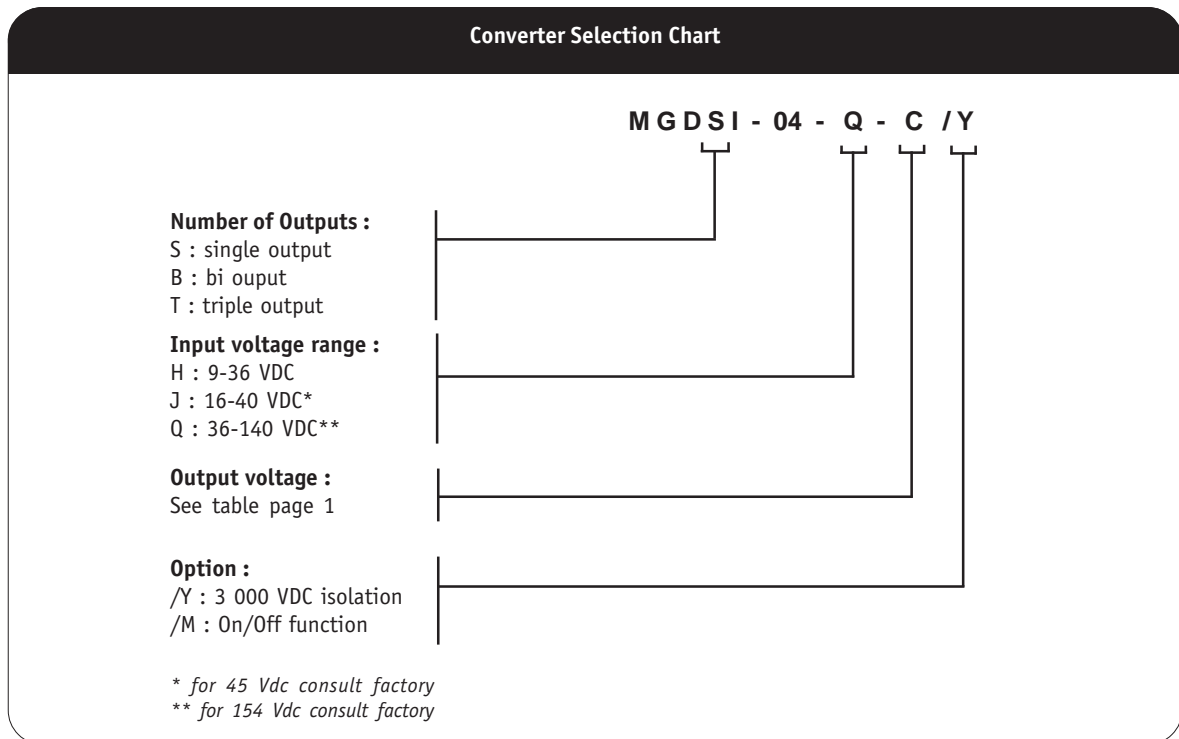 Converter Selection Chart
MGDSI - 04 - Q - C /Y
Number of Outputs :
S : single output
B : bi ouput
T : triple output
Input voltage range :
H : 9-36 VDC
J : 16-40 VDC*
Q : 36-140 VDC**
Output voltage :
See table page 1
Option :
/Y : 3 000 VDC isolation
/M : On/Off function
* for 45 Vdc consult factory
** for 154 Vdc consult factory